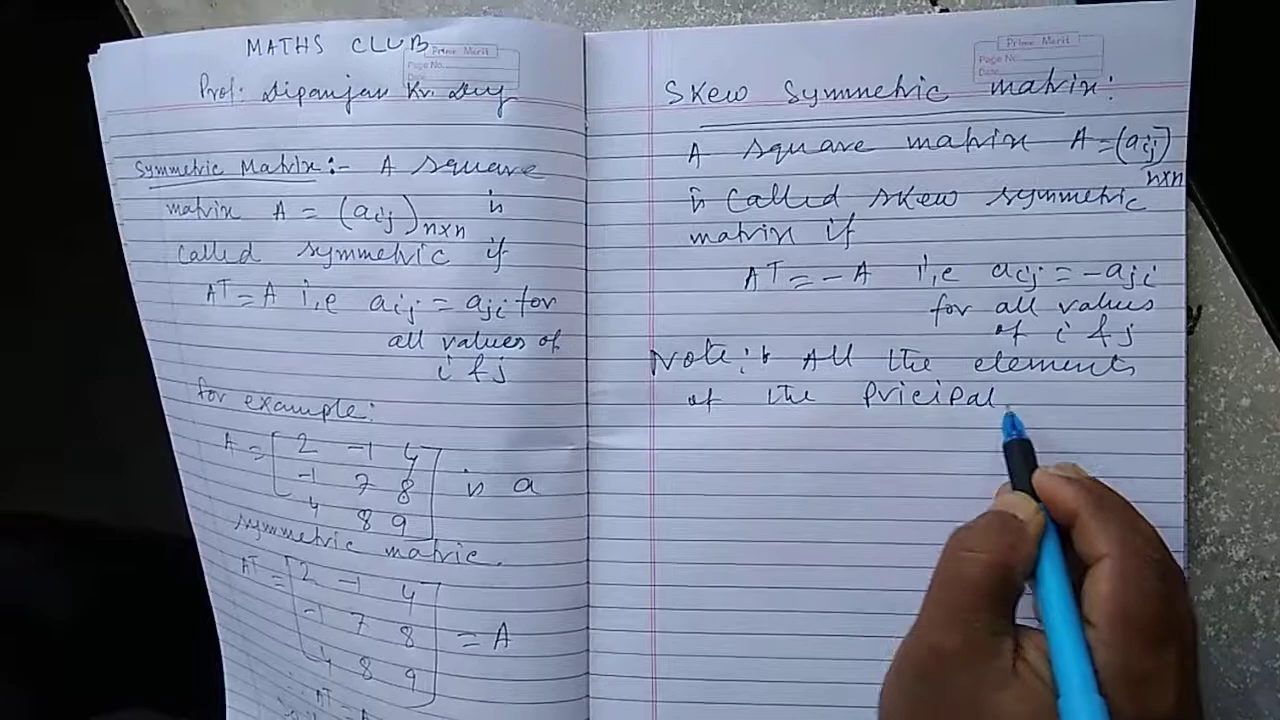 MATHS CLUB
Prime Merit
Page No.
Date
Prof: Dipanjan Kr. Dey
Symmetric Matrix :- A square
matrix A = (aij)n×n is
called symmetric if
AT = A i,e aij = aji for
all values of
i & j
for example:
A = [2 -1 4
-1 7 8
4 8 9] is a
symmetric matric.
AT = [2 -1 4
-1 7 8
4 8 9] = A
AT = A
Prime Merit
Page No
Date
Skew Symmetric matrix:
A square matrix A = (aij)n×n
is called skew symmetric
matrix if
AT = -A i,e aij = -aji
for all values
of i & j
Note: All the elements
of the Pricipal